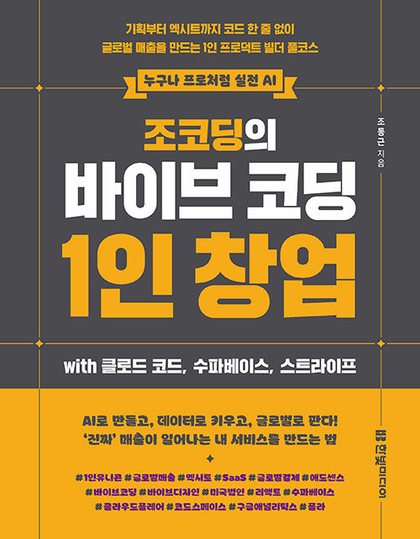 기획부터 엑시트까지 코드 한 줄 없이
글로벌 매출을 만드는 1인 프로덕트 빌더 풀코스
누구나 프로처럼 실전 AI
조코딩의
바이브 코딩
1인 창업
조동근 지음
with 클로드 코드, 수파베이스, 스트라이프
AI로 만들고, 데이터로 키우고, 글로벌로 판다!
‘진짜’ 매출이 일어나는 내 서비스를 만드는 법
#1인유니콘 #글로벌매출 #엑시트 #SaaS #글로벌결제 #애드센스
#바이브코딩 #바이브디자인 #미국법인 #리액트 #수파베이스
#클라우드플레어 #코드스페이스 #구글애널리틱스 #폴라
한빛미디어